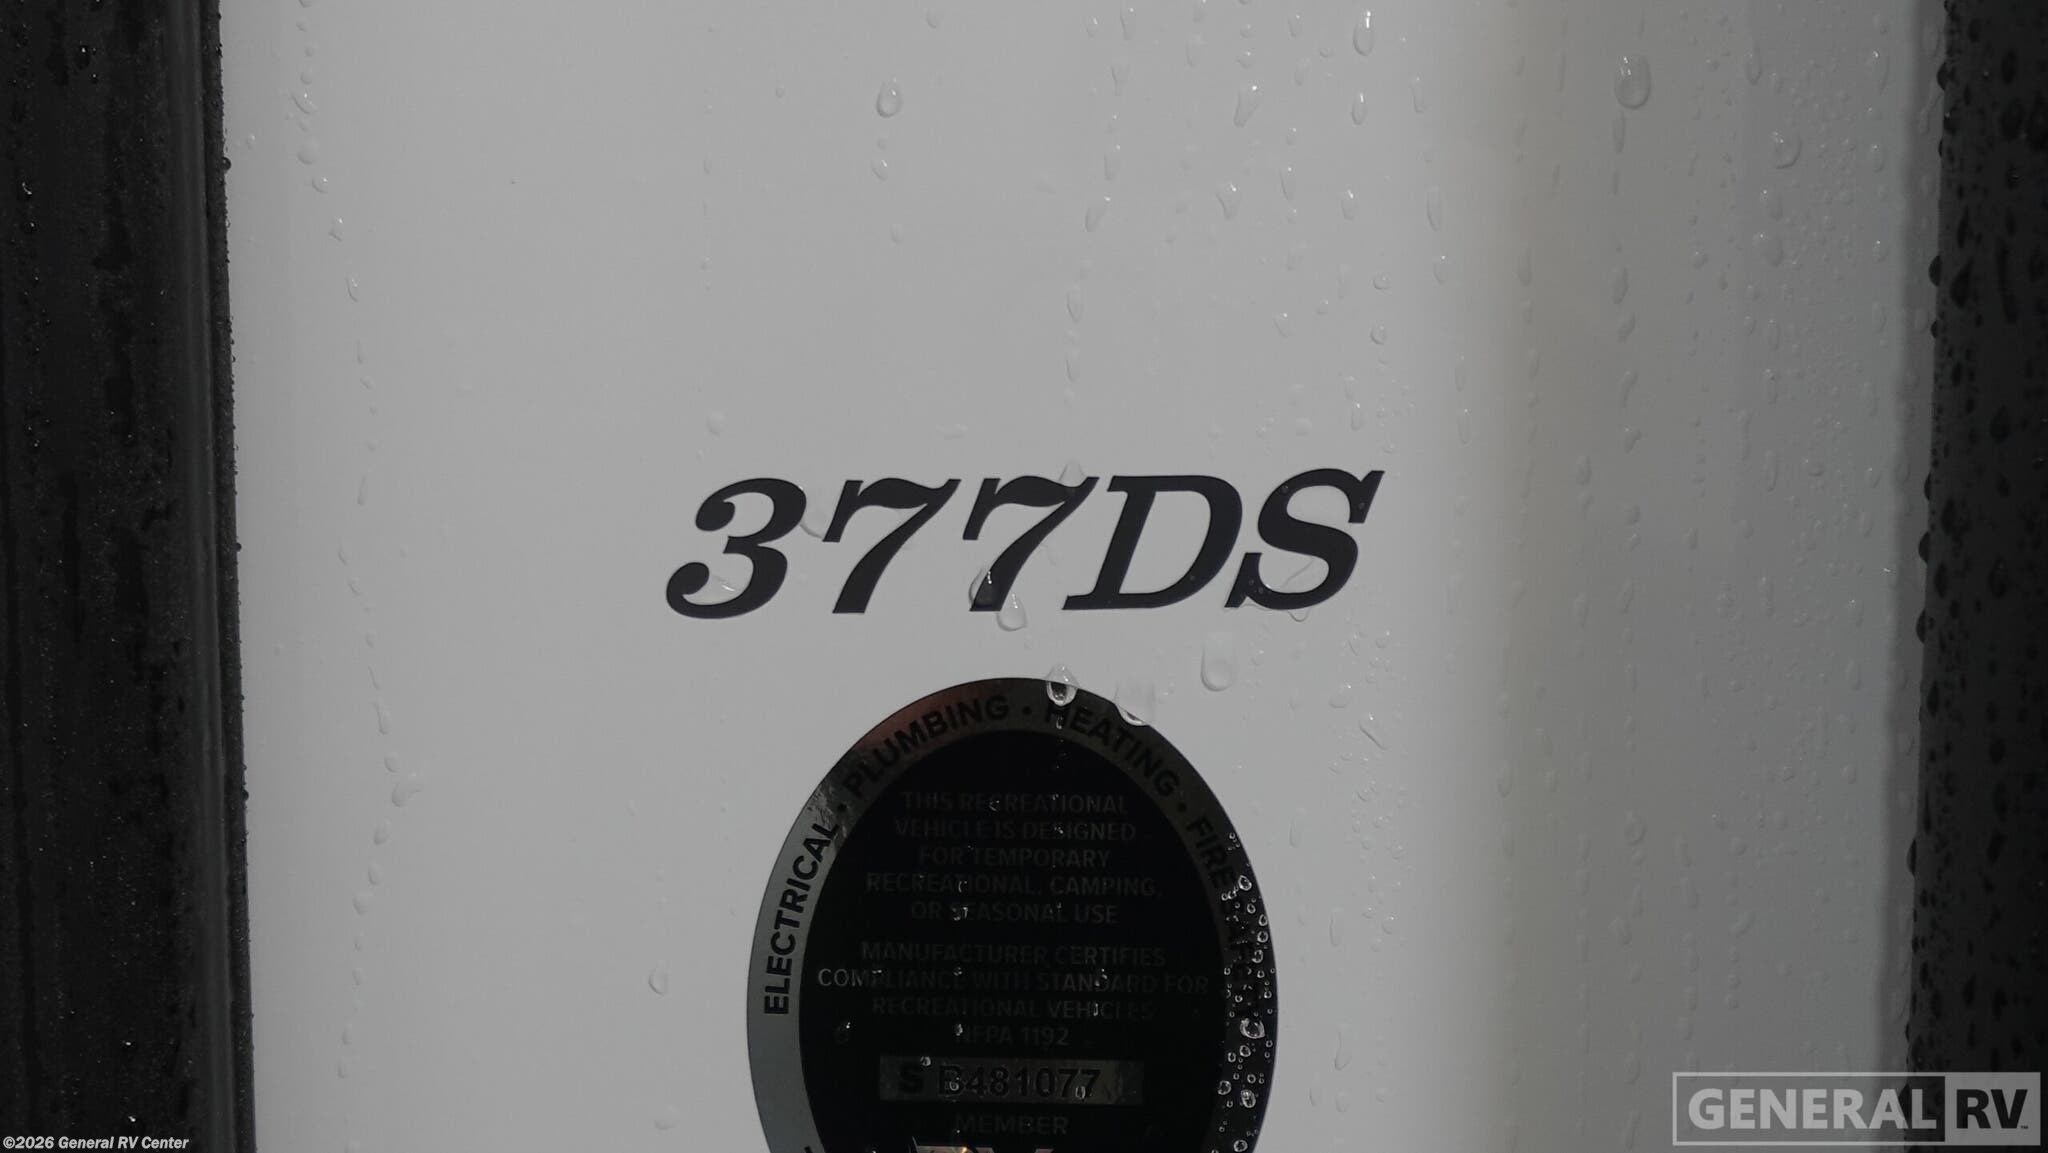 377DS
ELECTRICAL • PLUMBING • HEATING • FIRE
THIS RECREATIONAL
VEHICLE IS DESIGNED
FOR TEMPORARY
RECREATIONAL, CAMPING,
OR SEASONAL USE
MANUFACTURER CERTIFIES
COMPLIANCE WITH STANDARD FOR
RECREATIONAL VEHICLES
NFPA 1192
S B481077
MEMBER
GENERAL RV
©2026 General RV Center